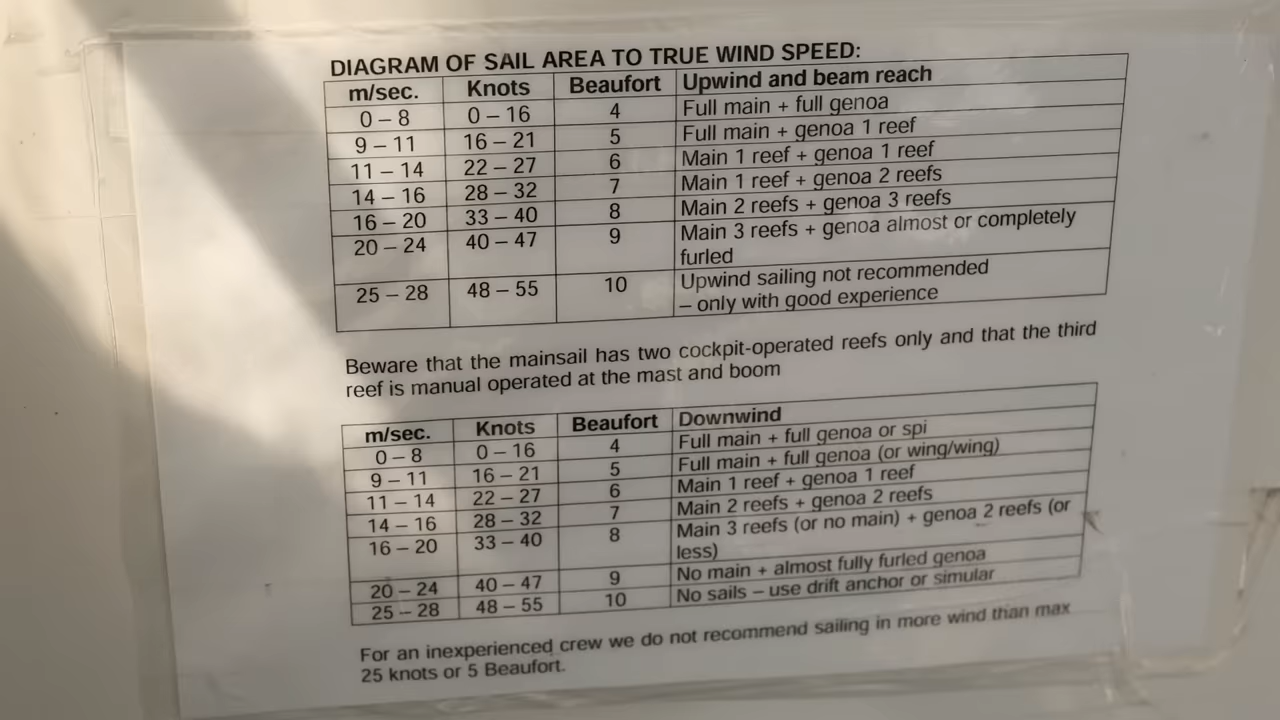 DIAGRAM OF SAIL AREA TO TRUE WIND SPEED:
m/sec. Knots Beaufort Upwind and beam reach
0 – 8 0 – 16 4 Full main + full genoa
9 – 11 16 – 21 5 Full main + genoa 1 reef
11 – 14 22 – 27 6 Main 1 reef + genoa 1 reef
14 – 16 28 – 32 7 Main 1 reef + genoa 2 reefs
16 – 20 33 – 40 8 Main 2 reefs + genoa 3 reefs
20 – 24 40 – 47 9 Main 3 reefs + genoa almost or completely
furled
25 – 28 48 – 55 10 Upwind sailing not recommended
– only with good experience
Beware that the mainsail has two cockpit-operated reefs only and that the third
reef is manual operated at the mast and boom
m/sec. Knots Beaufort Downwind
0 – 8 0 – 16 4 Full main + full genoa or spi
9 – 11 16 – 21 5 Full main + full genoa (or wing/wing)
11 – 14 22 – 27 6 Main 1 reef + genoa 1 reef
14 – 16 28 – 32 7 Main 2 reefs + genoa 2 reefs
16 – 20 33 – 40 8 Main 3 reefs (or no main) + genoa 2 reefs (or
less)
20 – 24 40 – 47 9 No main + almost fully furled genoa
25 – 28 48 – 55 10 No sails – use drift anchor or simular
For an inexperienced crew we do not recommend sailing in more wind than max
25 knots or 5 Beaufort.